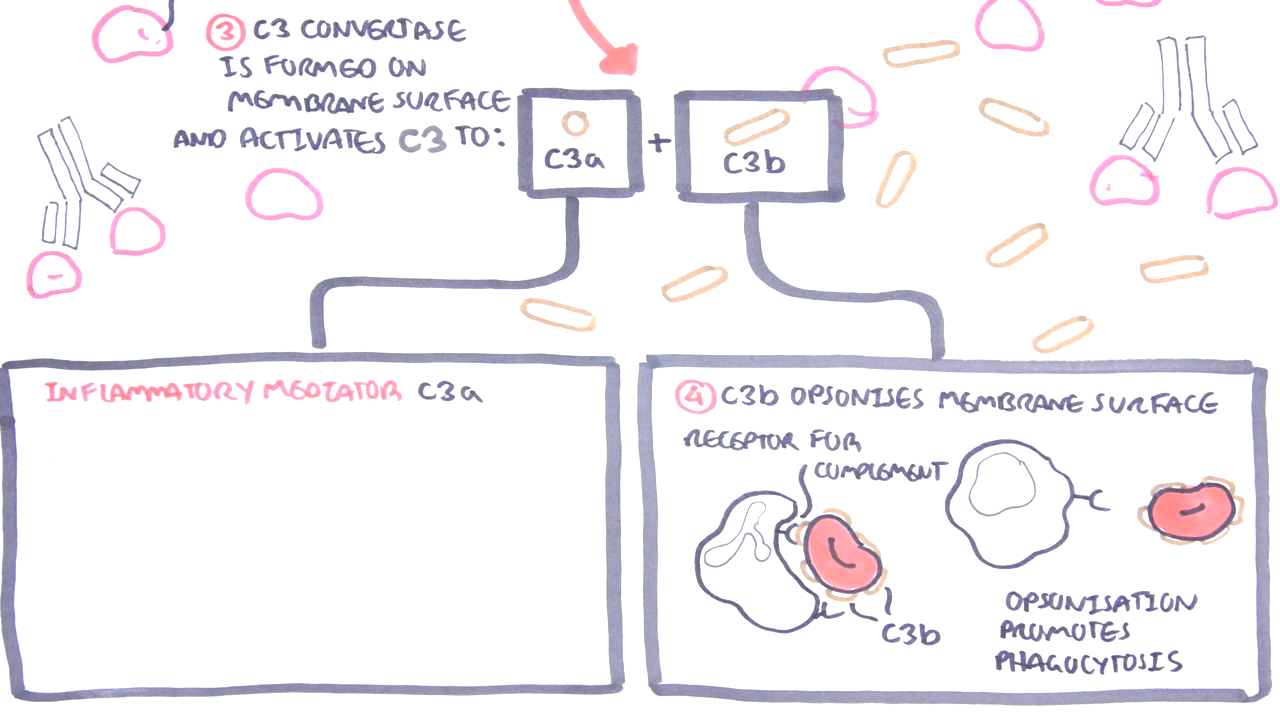 3 C3 CONVERTASE
IS FORMED ON
MEMBRANE SURFACE
AND ACTIVATES C3 TO:
C3a + C3b
INFLAMMATORY MEDIATOR C3a
4 C3b OPSONISES MEMBRANE SURFACE
RECEPTOR FOR
COMPLEMENT
C3b
OPSONISATION
PROMOTES
PHAGOCYTOSIS